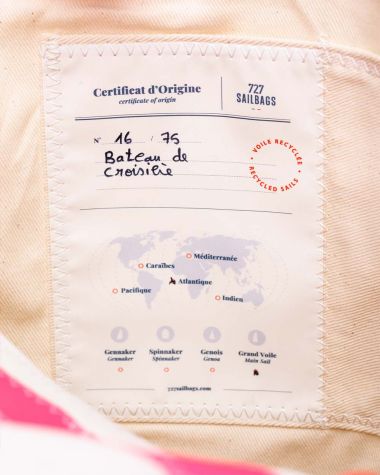 Certificat d'Origine
certificate of origin
727
SAILBAGS
N° 16 / 75
Bateau de
Croisière
VOILE RECYCLÉE
RECYCLED SAILS
Méditerranée
Caraïbes
Atlantique
Pacifique
Indien
Gennaker Spinnaker Genois Grand Voile
Gennaker Spinnaker Genoa Main Sail
727sailbags.com